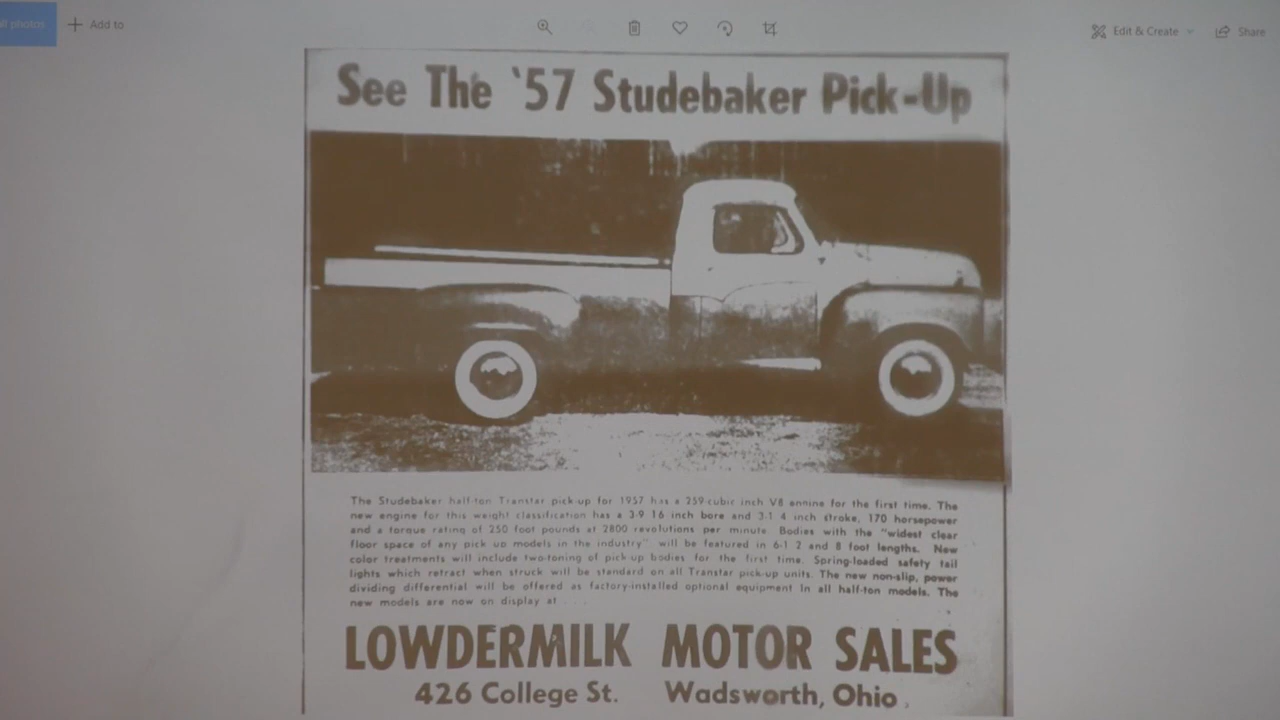 ll photos
Add to
Edit & Create
Share
See The '57 Studebaker Pick-Up
The Studebaker half-ton Transtar pick-up for 1957 has a 259-cubic inch V8 engine for the first time. The
new engine for this weight classification has a 3-9 16 inch bore and 3-1 4 inch stroke, 170 horsepower
and a torque rating of 250 foot pounds at 2800 revolutions per minute Bodies with the "widest clear
floor space of any pick up models in the industry" will be featured in 6-1 2 and 8 foot lengths. New
color treatments will include two-toning of pick-up bodies for the first time. Spring-loaded safety tail
lights which retract when struck will be standard on all Transtar pick-up units. The new non-slip, power
dividing differential will be offered as factory-installed optional equipment in all half-ton models. The
new models are now on display at . . .
LOWDERMILK MOTOR SALES
426 College St. Wadsworth, Ohio